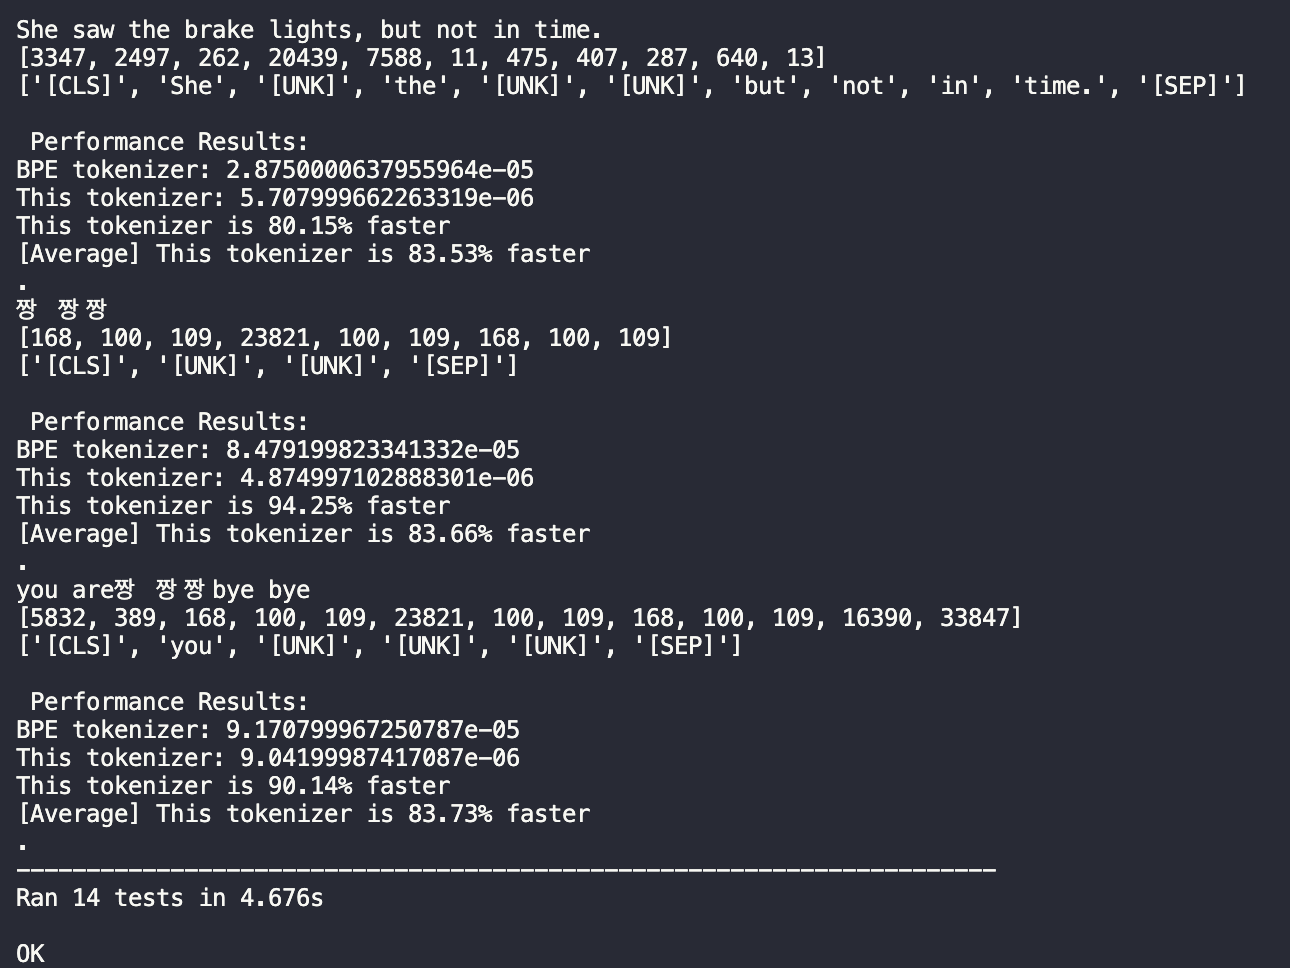 She saw the brake lights, but not in time.
[3347, 2497, 262, 20439, 7588, 11, 475, 407, 287, 640, 13]
['[CLS]', 'She', '[UNK]', 'the', '[UNK]', '[UNK]', 'but', 'not', 'in', 'time.', '[SEP]']
Performance Results:
BPE tokenizer: 2.8750000637955964e-05
This tokenizer: 5.707999662263319e-06
This tokenizer is 80.15% faster
[Average] This tokenizer is 83.53% faster
.
짱 짱 짱
[168, 100, 109, 23821, 100, 109, 168, 100, 109]
['[CLS]', '[UNK]', '[UNK]', '[SEP]']
Performance Results:
BPE tokenizer: 8.479199823341332e-05
This tokenizer: 4.874997102888301e-06
This tokenizer is 94.25% faster
[Average] This tokenizer is 83.66% faster
.
you are짱 짱 짱 bye bye
[5832, 389, 168, 100, 109, 23821, 100, 109, 168, 100, 109, 16390, 33847]
['[CLS]', 'you', '[UNK]', '[UNK]', '[UNK]', '[SEP]']
Performance Results:
BPE tokenizer: 9.170799967250787e-05
This tokenizer: 9.04199987417087e-06
This tokenizer is 90.14% faster
[Average] This tokenizer is 83.73% faster
.
----------------------------------------------------------------------
Ran 14 tests in 4.676s
OK